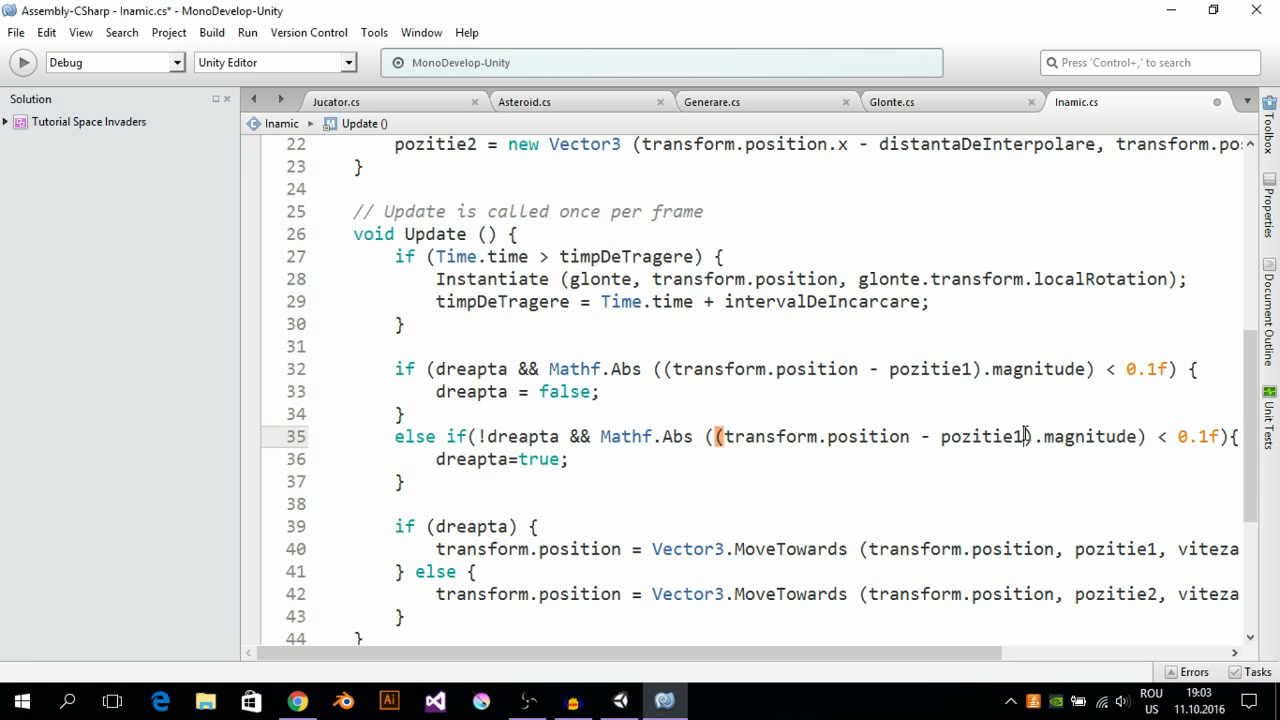 Assembly-CSharp - Inamic.cs* - MonoDevelop-Unity
File Edit View Search Project Build Run Version Control Tools Window Help
Debug Unity Editor MonoDevelop-Unity Press 'Control+,' to search
Solution
Tutorial Space Invaders
Jucator.cs Asteroid.cs Generare.cs Glonte.cs Inamic.cs
Inamic Update ()
22 pozitie2 = new Vector3 (transform.position.x - distantaDeInterpolare, transform.pos
23 }
24
25 // Update is called once per frame
26 void Update () {
27 if (Time.time > timpDeTragere) {
28 Instantiate (glonte, transform.position, glonte.transform.localRotation);
29 timpDeTragere = Time.time + intervalDeIncarcare;
30 }
31
32 if (dreapta && Mathf.Abs ((transform.position - pozitie1).magnitude) < 0.1f) {
33 dreapta = false;
34 }
35 else if(!dreapta && Mathf.Abs ((transform.position - pozitie1).magnitude) < 0.1f){
36 dreapta=true;
37 }
38
39 if (dreapta) {
40 transform.position = Vector3.MoveTowards (transform.position, pozitie1, viteza
41 } else {
42 transform.position = Vector3.MoveTowards (transform.position, pozitie2, viteza
43 }
44 }
Toolbox
Properties
Document Outline
Unit Tests
Errors Tasks
ROU
US
19:03
11.10.2016